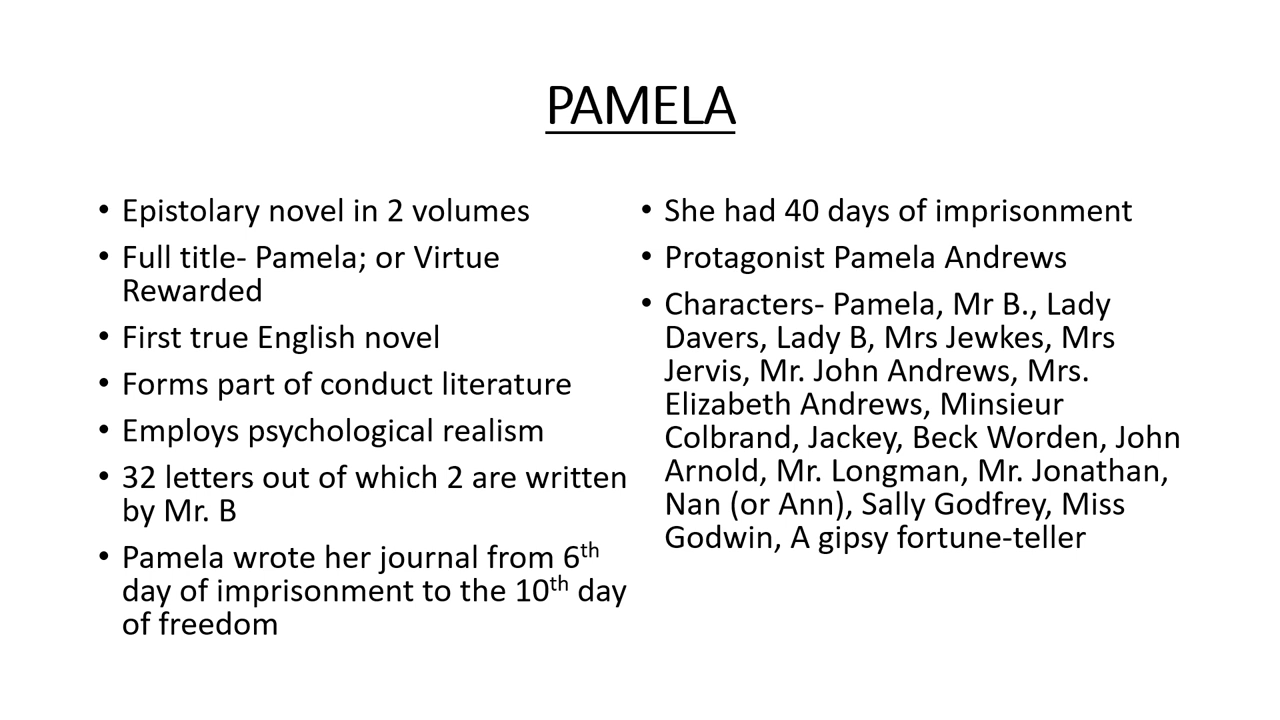 PAMELA
• Epistolary novel in 2 volumes
• Full title- Pamela; or Virtue
Rewarded
• First true English novel
• Forms part of conduct literature
• Employs psychological realism
• 32 letters out of which 2 are written
by Mr. B
• Pamela wrote her journal from 6th
day of imprisonment to the 10th day
of freedom
• She had 40 days of imprisonment
• Protagonist Pamela Andrews
• Characters- Pamela, Mr B., Lady
Davers, Lady B, Mrs Jewkes, Mrs
Jervis, Mr. John Andrews, Mrs.
Elizabeth Andrews, Minsieur
Colbrand, Jackey, Beck Worden, John
Arnold, Mr. Longman, Mr. Jonathan,
Nan (or Ann), Sally Godfrey, Miss
Godwin, A gipsy fortune-teller